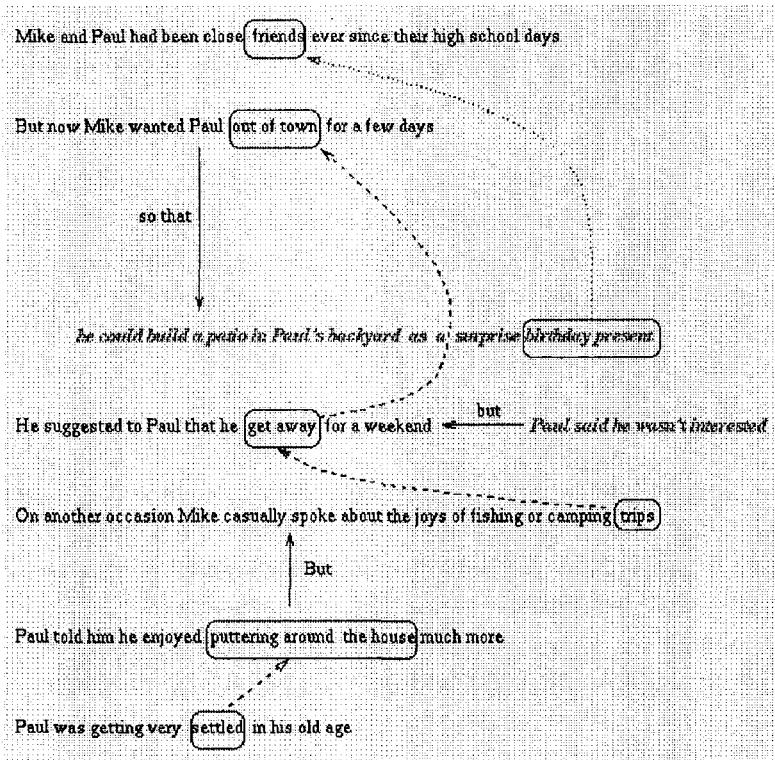 Mike and Paul had been close friends ever since their high school days
But now Mike wanted Paul out of town for a few days
so that
he could build a patio in Paul's backyard as a surprise birthday present
He suggested to Paul that he get away for a weekend but Paul said he wasn't interested
On another occasion Mike casually spoke about the joys of fishing or camping trips
But
Paul told him he enjoyed puttering around the house much more
Paul was getting very settled in his old age